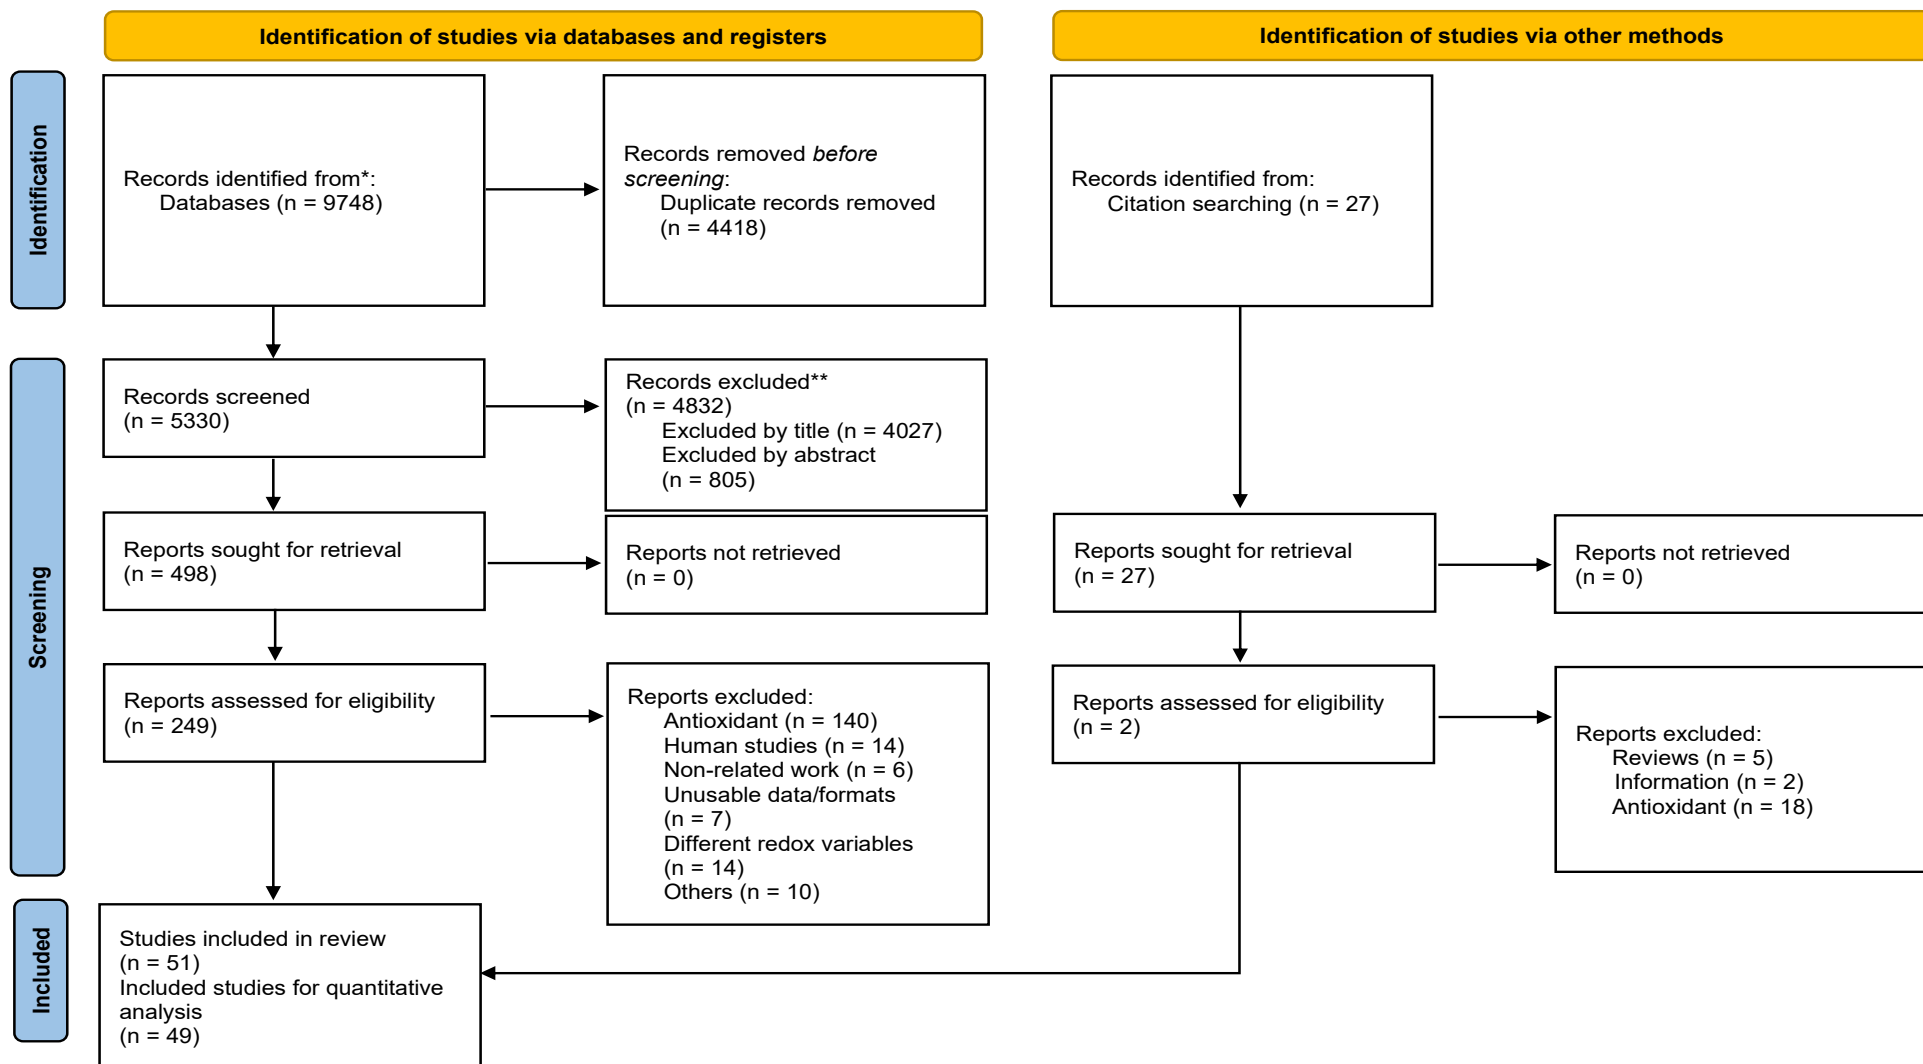 Identification of studies via databases and registers
Identification of studies via other methods
Identification
Records identified from*:
Databases (n = 9748)
Records removed before
screening:
Duplicate records removed
(n = 4418)
Records identified from:
Citation searching (n = 27)
Screening
Records screened
(n = 5330)
Records excluded**
(n = 4832)
Excluded by title (n = 4027)
Excluded by abstract
(n = 805)
Reports sought for retrieval
(n = 498)
Reports not retrieved
(n = 0)
Reports sought for retrieval
(n = 27)
Reports not retrieved
(n = 0)
Reports assessed for eligibility
(n = 249)
Reports excluded:
Antioxidant (n = 140)
Human studies (n = 14)
Non-related work (n = 6)
Unusable data/formats
(n = 7)
Different redox variables
(n = 14)
Others (n = 10)
Reports assessed for eligibility
(n = 2)
Reports excluded:
Reviews (n = 5)
Information (n = 2)
Antioxidant (n = 18)
Included
Studies included in review
(n = 51)
Included studies for quantitative
analysis
(n = 49)